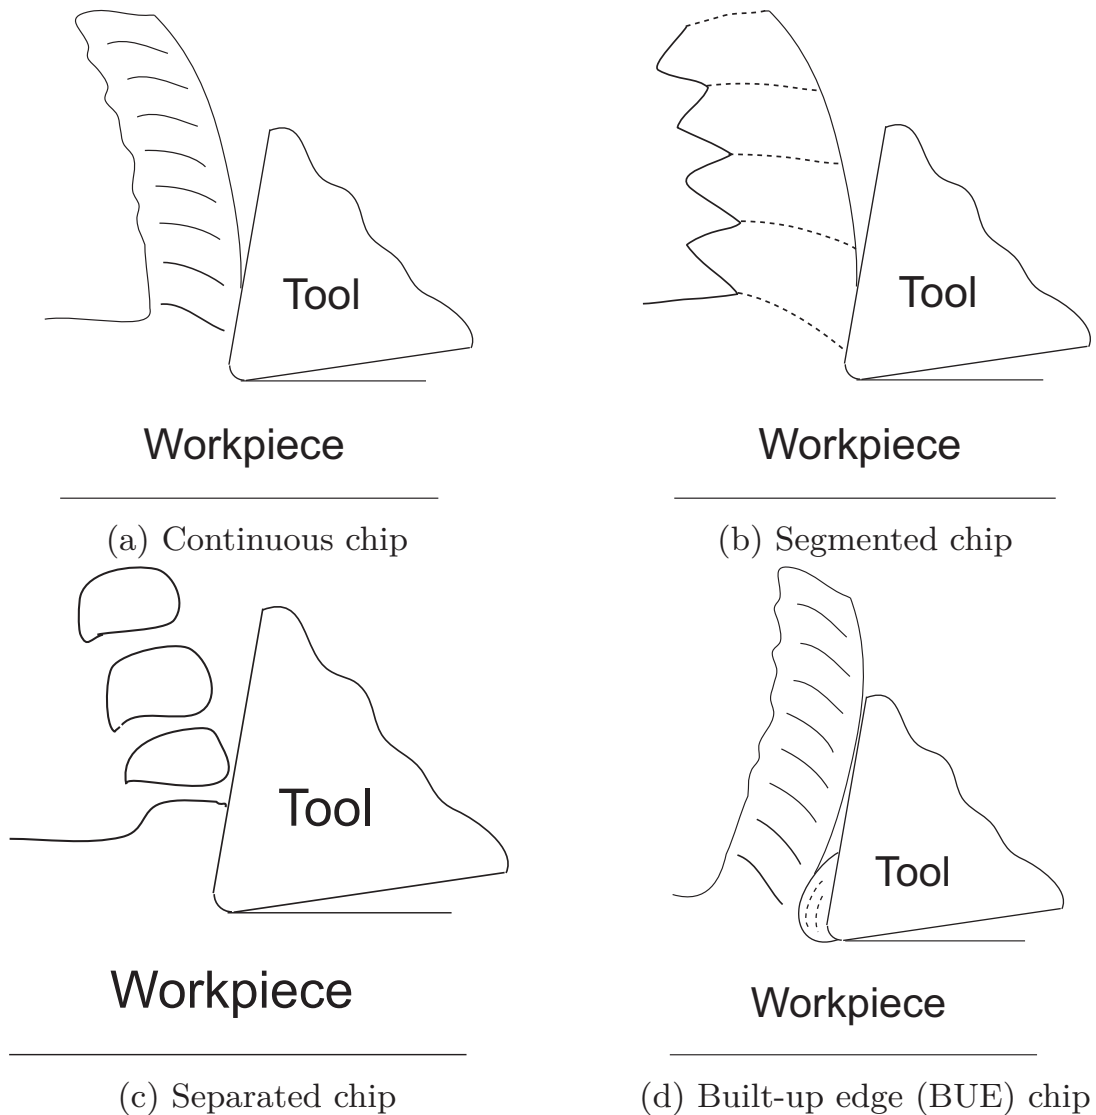 Tool
Workpiece
(a) Continuous chip
Tool
Workpiece
(b) Segmented chip
Tool
Workpiece
(c) Separated chip
Tool
Workpiece
(d) Built-up edge (BUE) chip